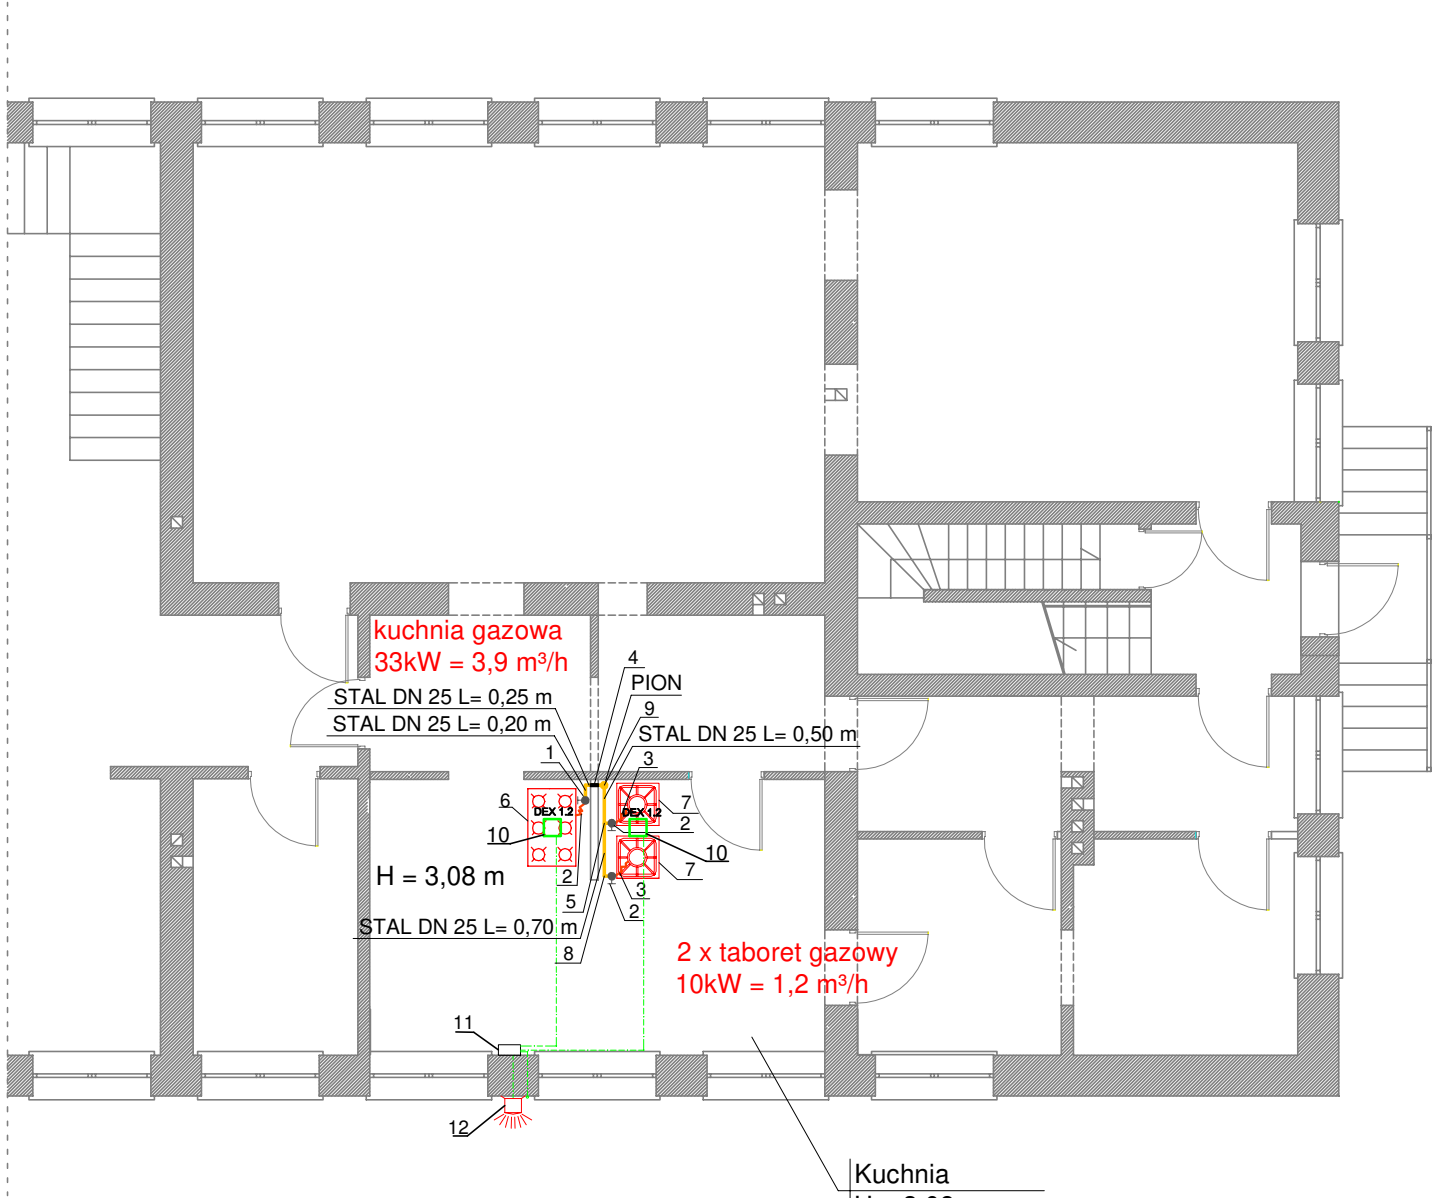 kuchnia gazowa
33kW = 3,9 m³/h
4
PION
STAL DN 25 L= 0,25 m
9
STAL DN 25 L= 0,20 m
STAL DN 25 L= 0,50 m
1
3
6
DEX 1.2
DEX 1.2
7
2
10
10
H = 3,08 m
2
7
3
5
2
STAL DN 25 L= 0,70 m
8
2 x taboret gazowy
10kW = 1,2 m³/h
11
12
Kuchnia